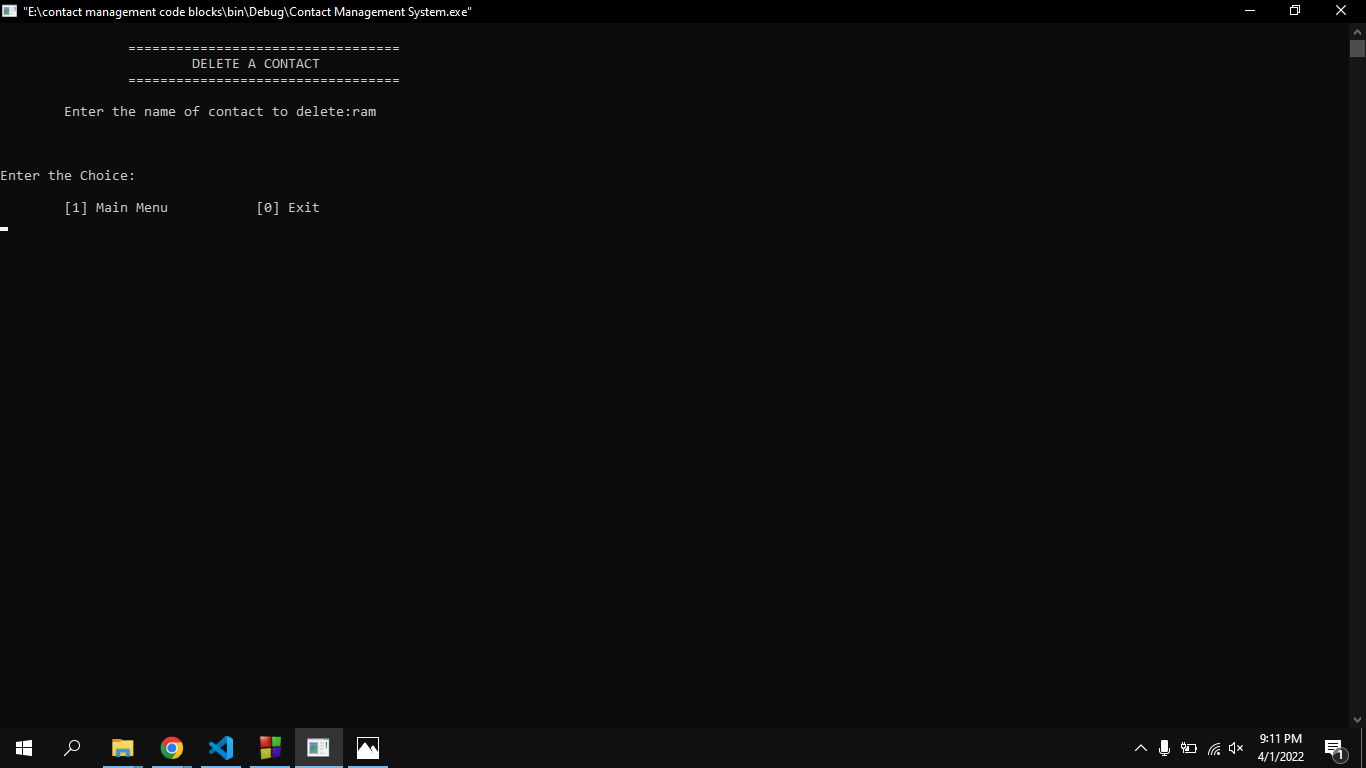 "E:\contact management code blocks\bin\Debug\Contact Management System.exe"
==================================
DELETE A CONTACT
==================================
Enter the name of contact to delete:ram
Enter the Choice:
[1] Main Menu [0] Exit
9:11 PM
4/1/2022
1